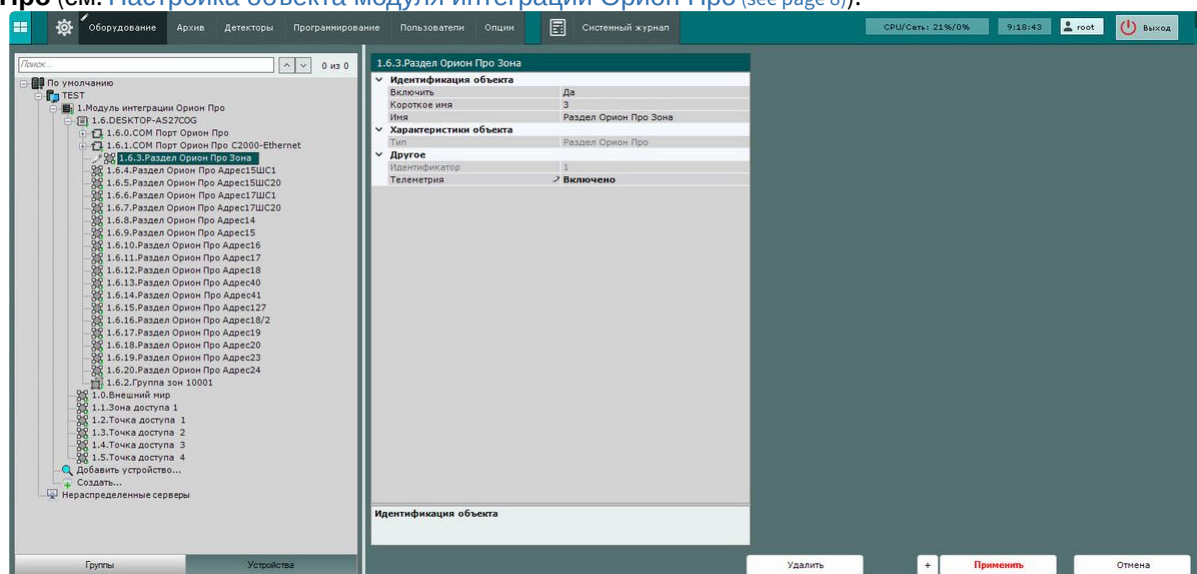 Про (см. Настройка объекта модуля интеграции Орион Про (see page 8)).
Оборудование Архив Детекторы Программирование Пользователи Опции Системный журнал CPU/Сеть: 21%/0% 9:18:43 root Выход
Поиск... 0 из 0
По умолчанию
TEST
1.Модуль интеграции Орион Про
1.6.DESKTOP-AS27COG
1.6.0.COM Порт Орион Про
1.6.1.COM Порт Орион Про C2000-Ethernet
1.6.3.Раздел Орион Про Зона
1.6.4.Раздел Орион Про Адрес15ШС1
1.6.5.Раздел Орион Про Адрес15ШС20
1.6.6.Раздел Орион Про Адрес17ШС1
1.6.7.Раздел Орион Про Адрес17ШС20
1.6.8.Раздел Орион Про Адрес14
1.6.9.Раздел Орион Про Адрес15
1.6.10.Раздел Орион Про Адрес16
1.6.11.Раздел Орион Про Адрес17
1.6.12.Раздел Орион Про Адрес18
1.6.13.Раздел Орион Про Адрес40
1.6.14.Раздел Орион Про Адрес41
1.6.15.Раздел Орион Про Адрес127
1.6.16.Раздел Орион Про Адрес18/2
1.6.17.Раздел Орион Про Адрес19
1.6.18.Раздел Орион Про Адрес20
1.6.19.Раздел Орион Про Адрес23
1.6.20.Раздел Орион Про Адрес24
1.6.2.Группа зон 10001
1.0.Внешний мир
1.1.Зона доступа 1
1.2.Точка доступа 1
1.3.Точка доступа 2
1.4.Точка доступа 3
1.5.Точка доступа 4
Добавить устройство...
Создать...
Нераспределенные серверы
Группы Устройства
1.6.3.Раздел Орион Про Зона
Идентификация объекта
Включить Да
Короткое имя 3
Имя Раздел Орион Про Зона
Характеристики объекта
Тип Раздел Орион Про
Другое
Идентификатор 1
Телеметрия Включено
Идентификация объекта
Удалить + Применить Отмена